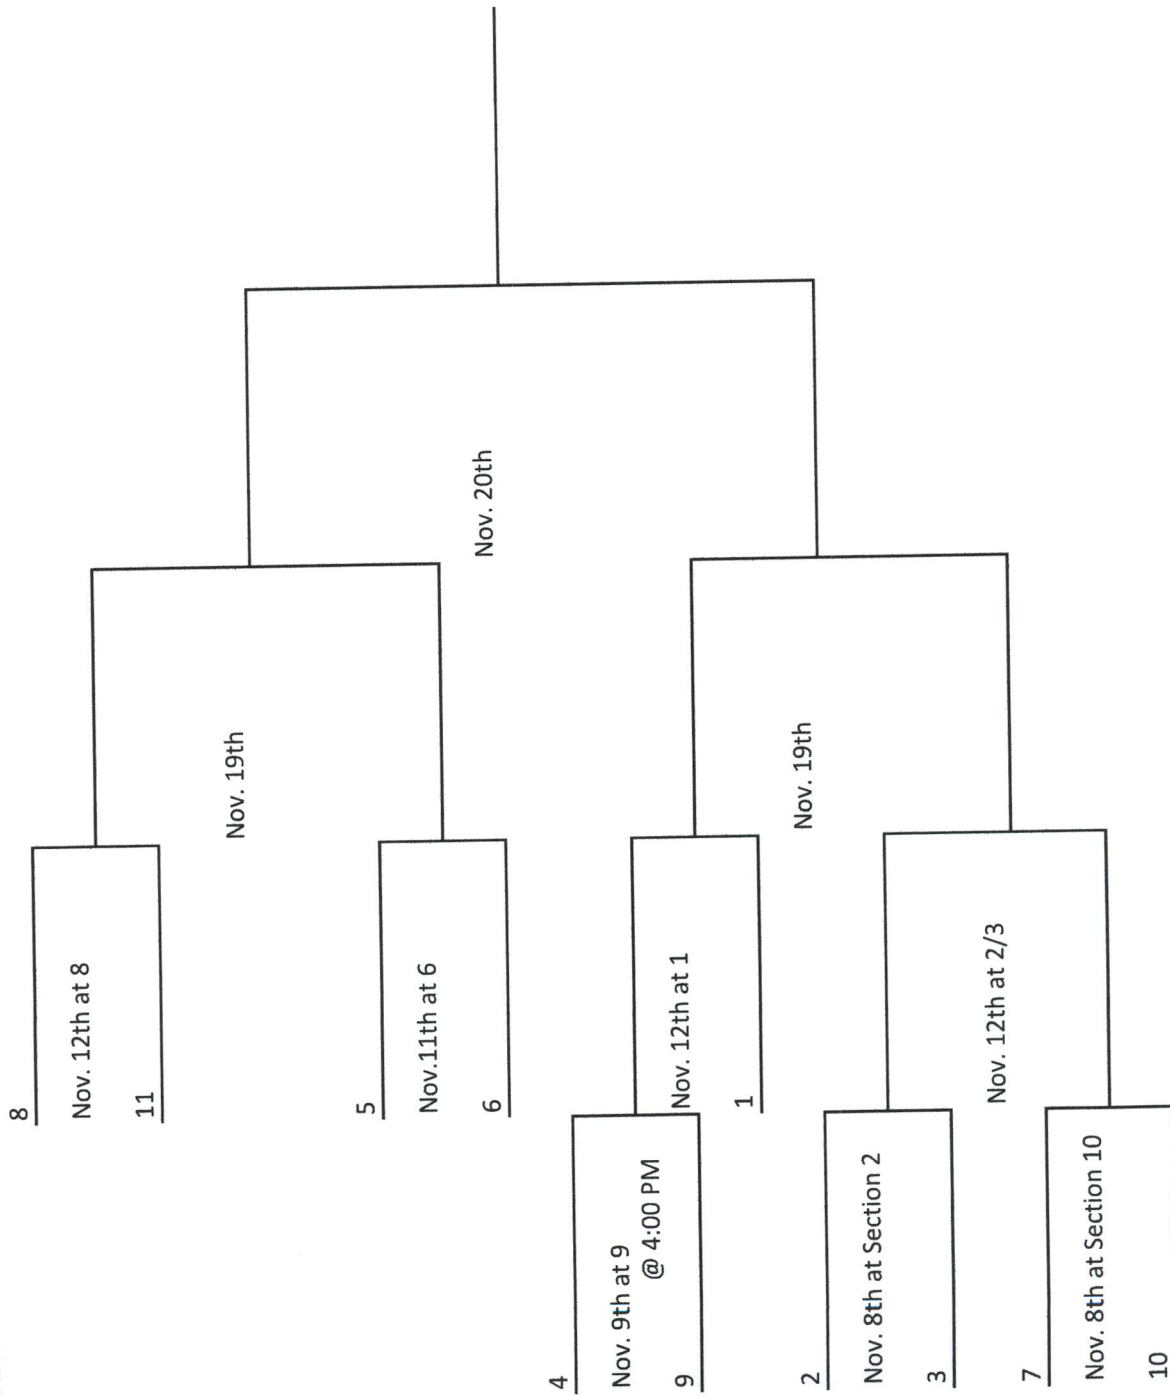 8
Nov. 12th at 8
11
Nov. 19th
5
Nov.11th at 6
6
Nov. 20th
4
Nov. 9th at 9
@ 4:00 PM
9
Nov. 12th at 1
1
Nov. 19th
2
Nov. 8th at Section 2
3
Nov. 12th at 2/3
7
Nov. 8th at Section 10
10